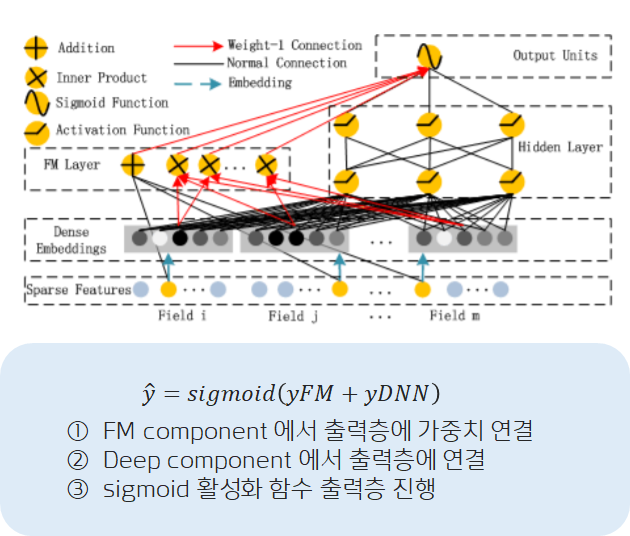 Addition
Inner Product
Sigmoid Function
Activation Function
Weight-1 Connection
Normal Connection
Embedding
Output Units
Hidden Layer
FM Layer
Dense
Embeddings
Sparse Features
Field i
Field j
...
Field m
ŷ = sigmoid(yFM + yDNN)
① FM component 에서 출력층에 가중치 연결
② Deep component 에서 출력층에 연결
③ sigmoid 활성화 함수 출력층 진행